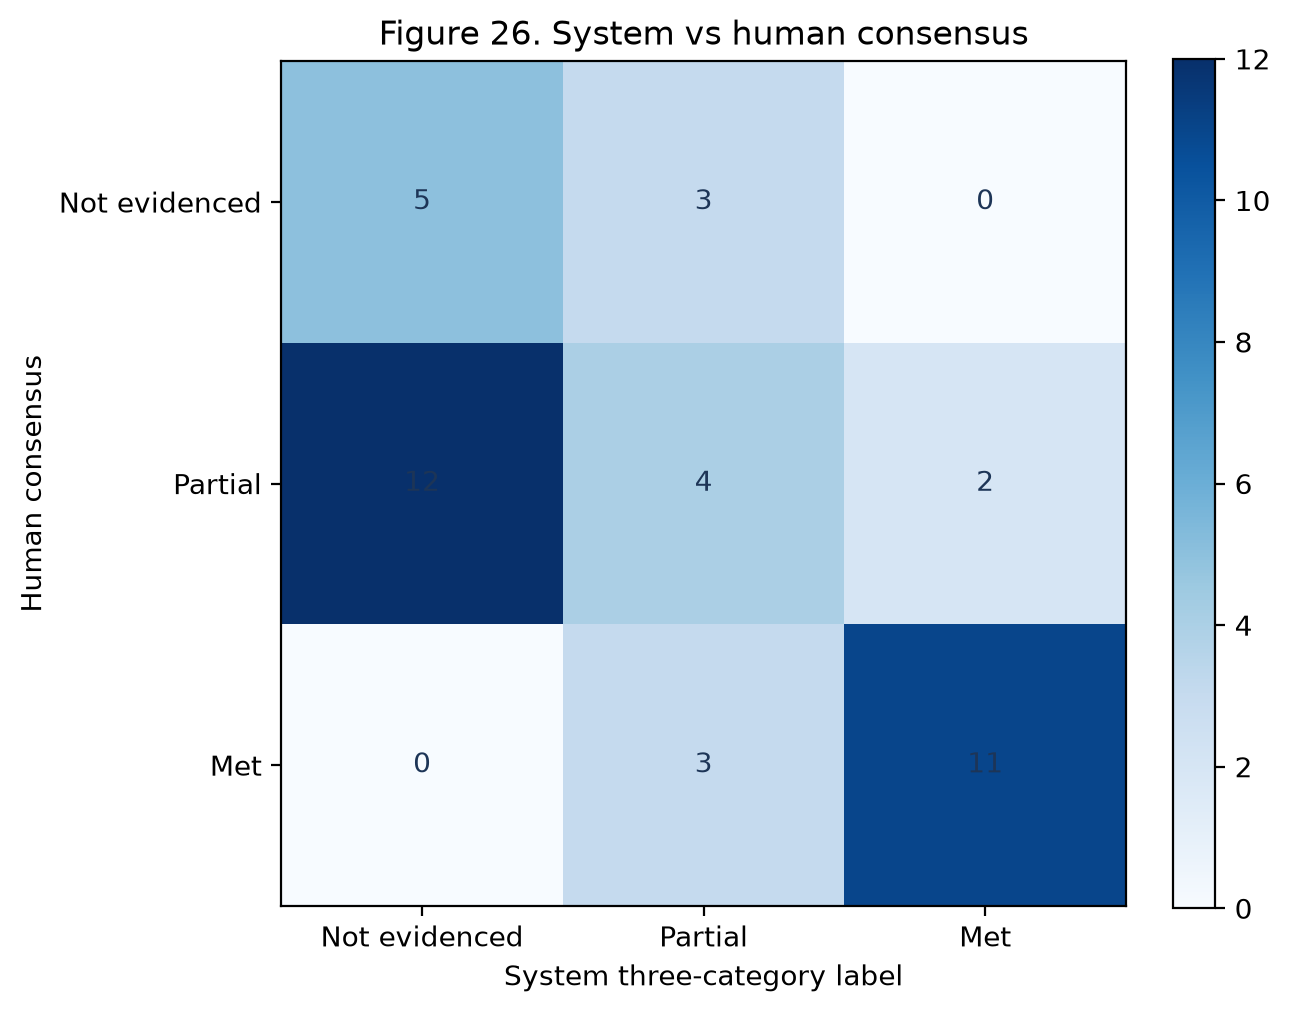 Figure 26. System vs human consensus
Human consensus
Not evidenced
5 3 0
Partial
12 4 2
Met
0 3 11
Not evidenced Partial Met
System three-category label
12
10
8
6
4
2
0